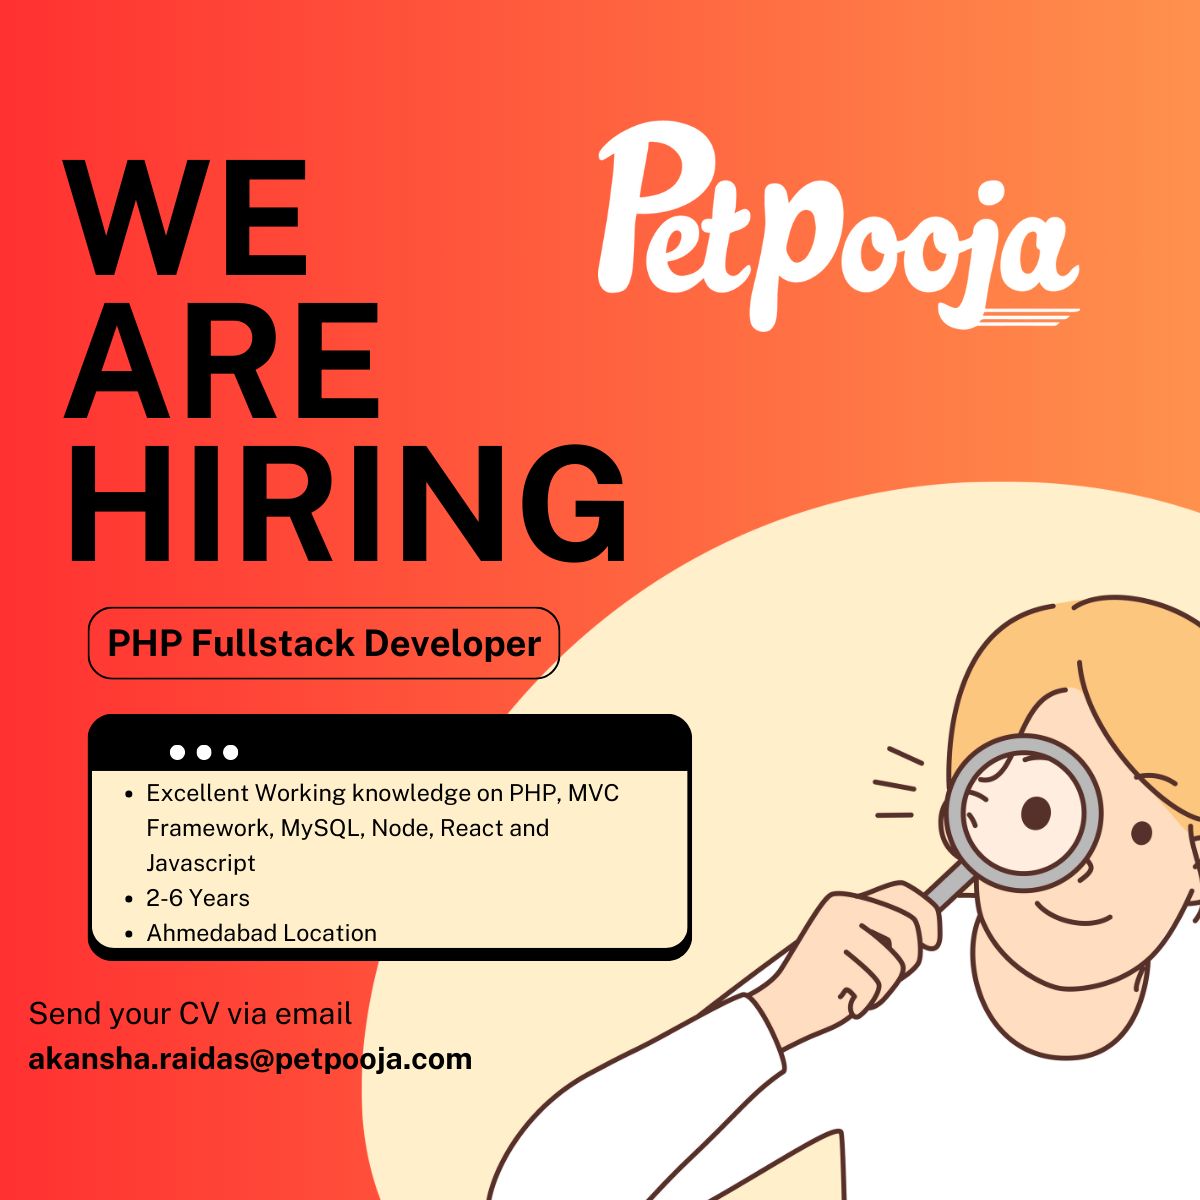 WE
ARE
HIRING
Petpooja
PHP Fullstack Developer
• Excellent Working knowledge on PHP, MVC
Framework, MySQL, Node, React and
Javascript
• 2-6 Years
• Ahmedabad Location
Send your CV via email
akansha.raidas@petpooja.com